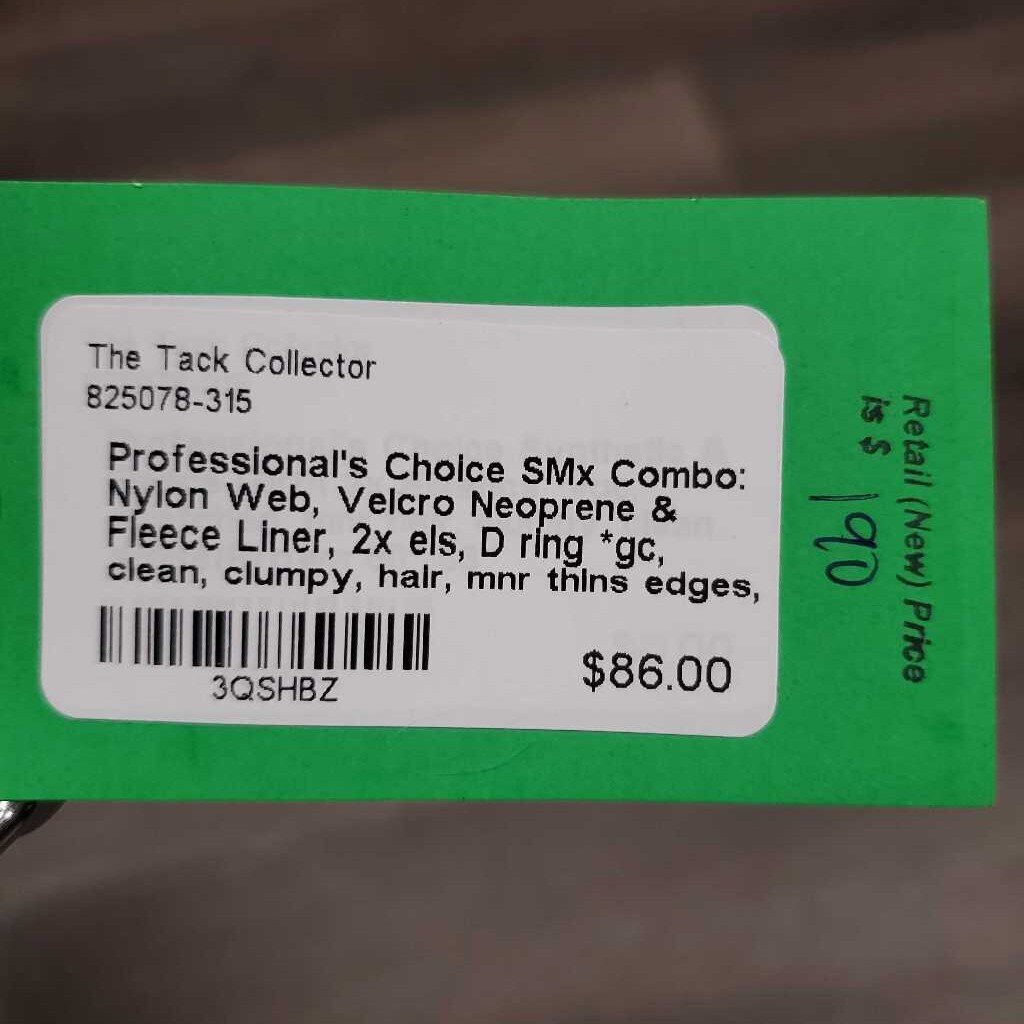 The Tack Collector
825078-315
Professional's Choice SMx Combo:
Nylon Web, Velcro Neoprene &
Fleece Liner, 2x els, D ring *gc,
clean, clumpy, hair, mnr thins edges,
3QSHBZ
$86.00
Retail (New) Price
is $ 190